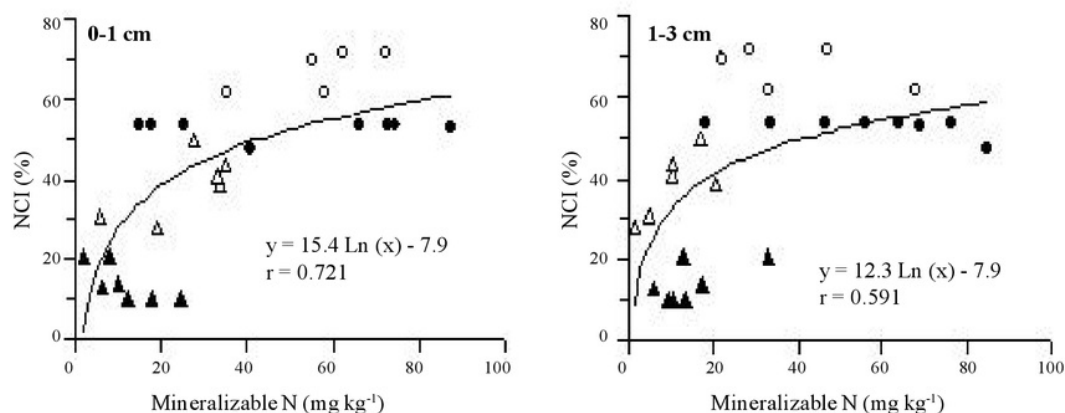 80
0-1 cm
60
40
20
0
NCI (%)
y = 15.4 Ln (x) - 7.9
r = 0.721
0 20 40 60 80 100
Mineralizable N (mg kg⁻¹)
80
1-3 cm
60
40
20
0
NCI (%)
y = 12.3 Ln (x) - 7.9
r = 0.591
0 20 40 60 80 100
Mineralizable N (mg kg⁻¹)